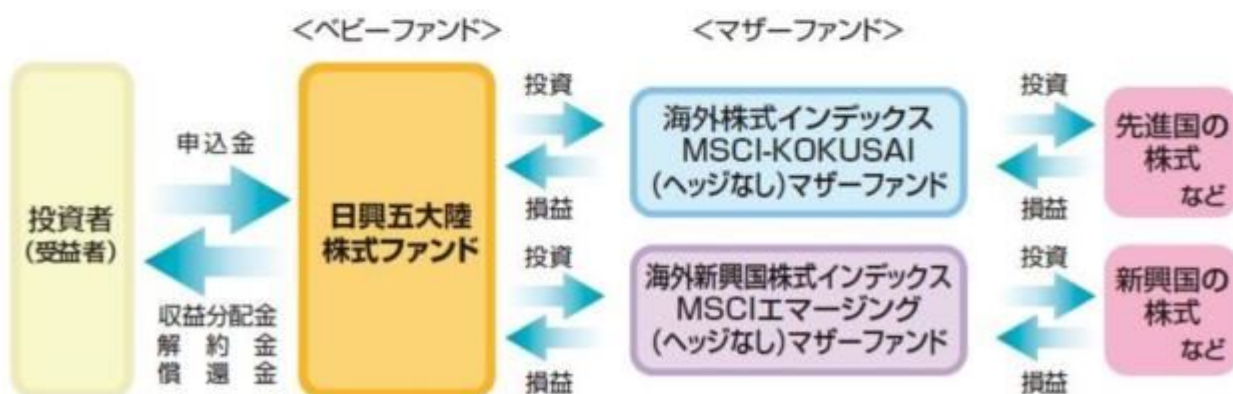 <ベビーファンド>
<マザーファンド>
投資者
(受益者)
申込金
収益分配金
解約金
償還金
日興五大陸
株式ファンド
投資
損益
投資
損益
海外株式インデックス
MSCI-KOKUSAI
(ヘッジなし)マザーファンド
海外新興国株式インデックス
MSCIエマージング
(ヘッジなし)マザーファンド
投資
損益
投資
損益
先進国の
株式
など
新興国の
株式
など